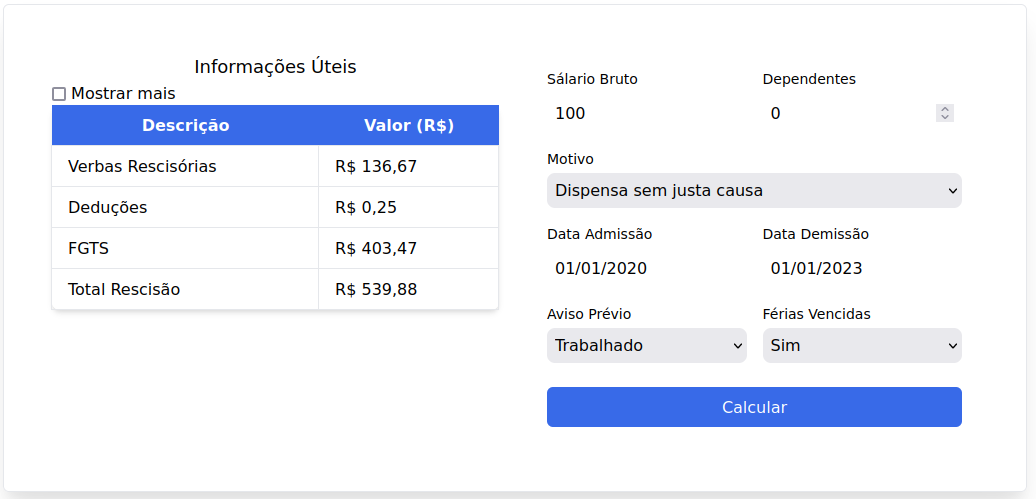 Informações Úteis
Mostrar mais
Descrição Valor (R$)
Verbas Rescisórias R$ 136,67
Deduções R$ 0,25
FGTS R$ 403,47
Total Rescisão R$ 539,88
Sálario Bruto Dependentes
100 0
Motivo
Dispensa sem justa causa
Data Admissão Data Demissão
01/01/2020 01/01/2023
Aviso Prévio Férias Vencidas
Trabalhado Sim
Calcular